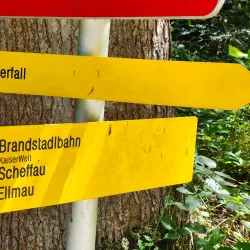 erfall
Brandstadlbahn
KaiserWelt
Scheffau
Ellmau